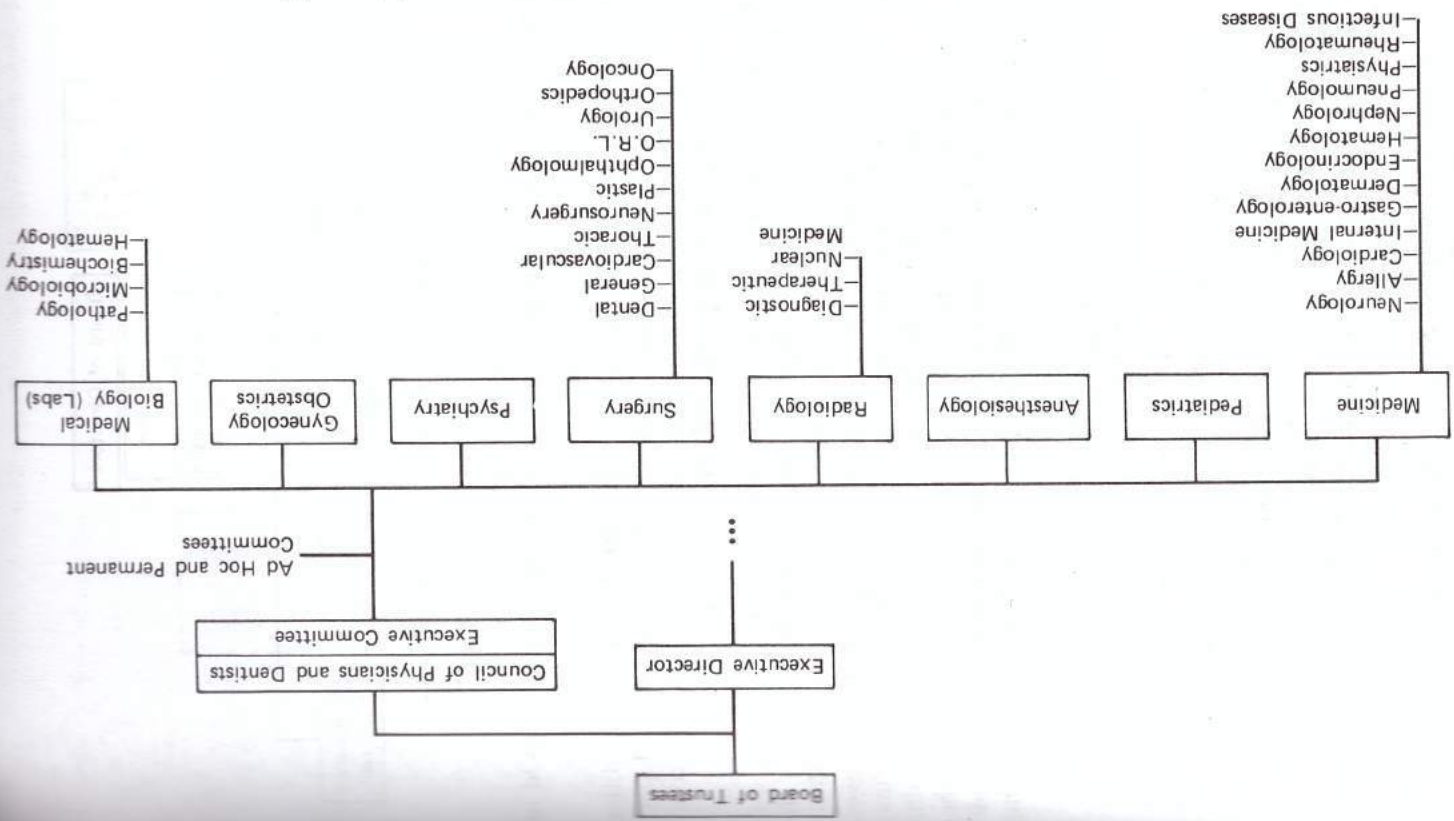 Board of Trustees
Executive Director
Council of Physicians and Dentists
Executive Committee
Ad Hoc and Permanent
Committees
...
Medicine
Neurology
Allergy
Cardiology
Internal Medicine
Gastro-enterology
Dermatology
Endocrinology
Hematology
Nephrology
Pneumology
Physiatrics
Rheumatology
Infectious Diseases
Pediatrics
Anesthesiology
Radiology
Diagnostic
Therapeutic
Nuclear
Medicine
Surgery
Dental
General
Cardiovascular
Thoracic
Neurosurgery
Plastic
Ophthalmology
O.R.L.
Urology
Orthopedics
Oncology
Psychiatry
Gynecology
Obstetrics
Medical
Biology (Labs)
Pathology
Microbiology
Biochemistry
Hematology